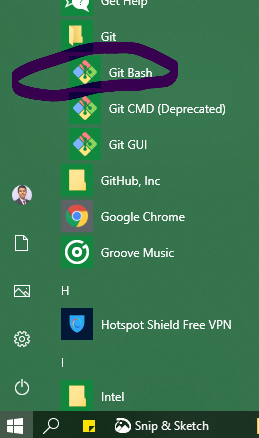 Get Help
Git
Git Bash
Git CMD (Deprecated)
Git GUI
GitHub, Inc
Google Chrome
Groove Music
H
Hotspot Shield Free VPN
I
Intel
Snip & Sketch